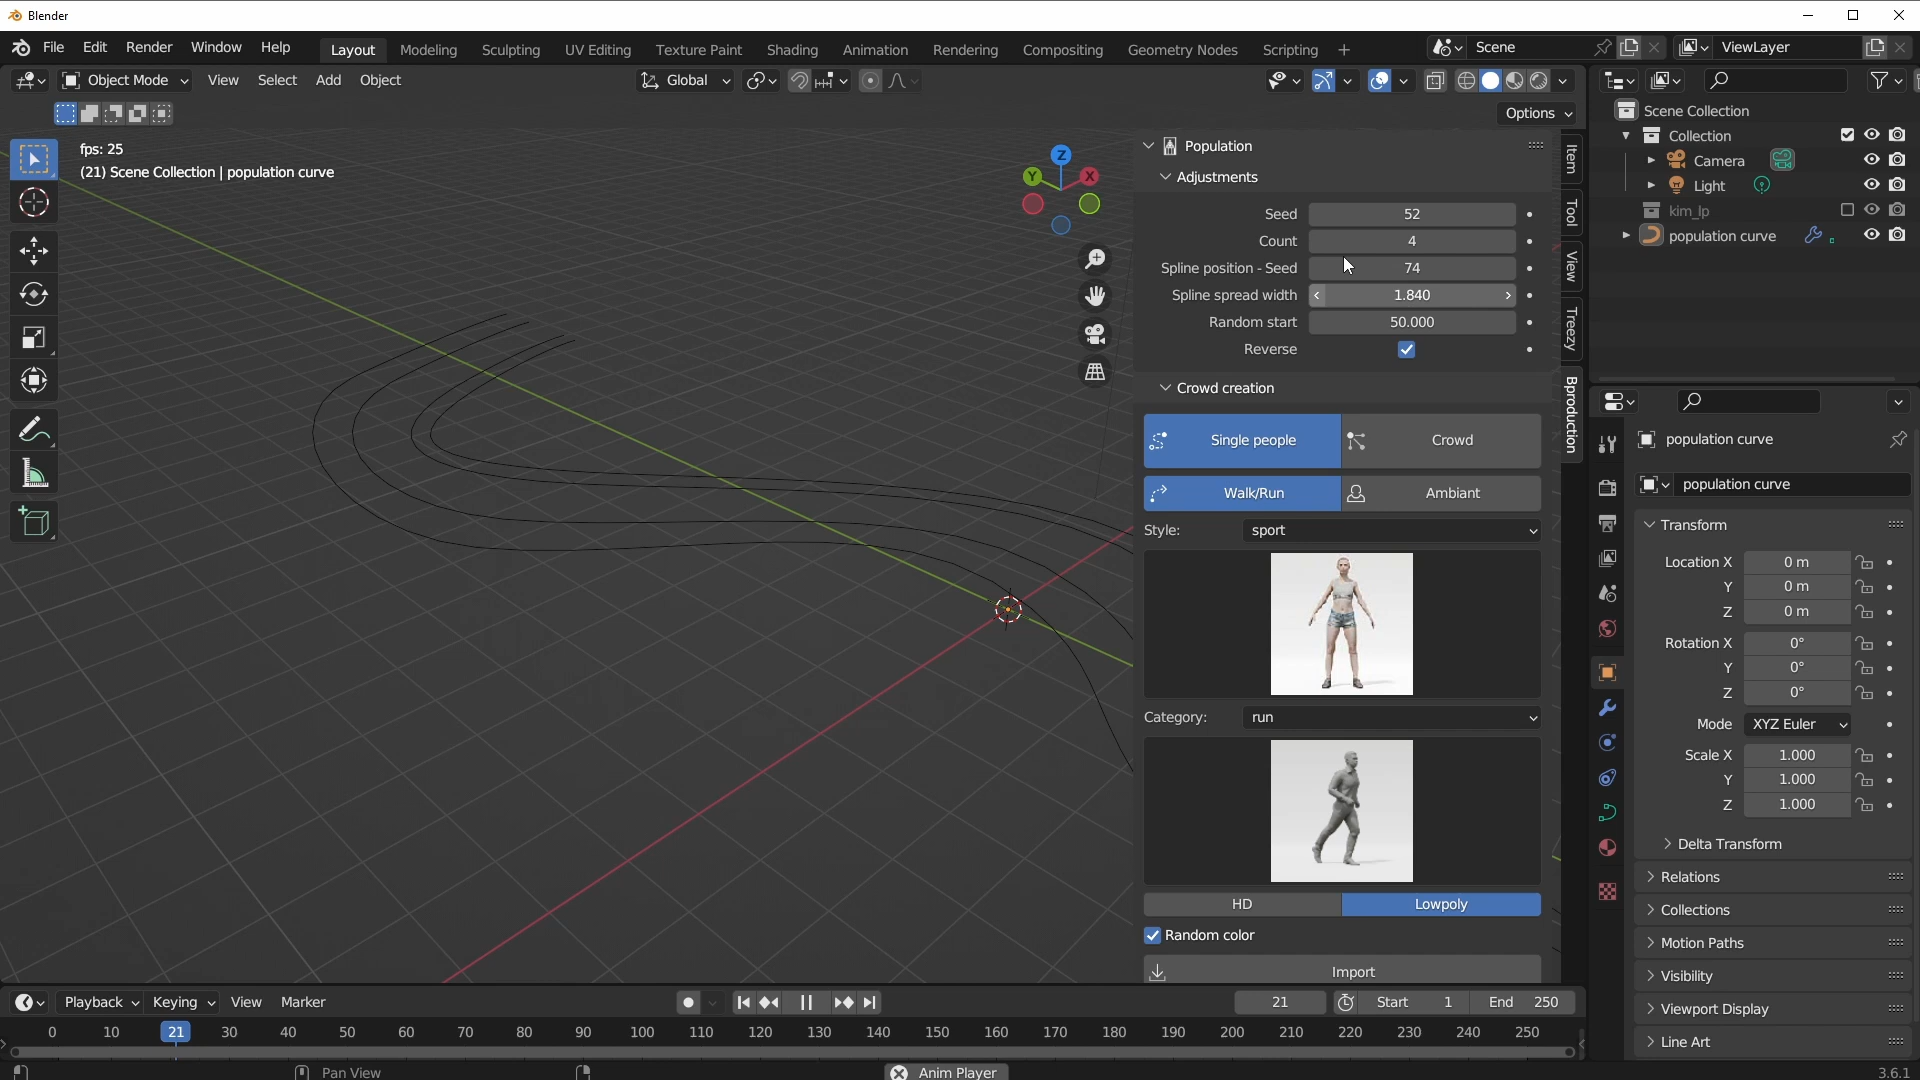 Blender
File Edit Render Window Help
Layout Modeling Sculpting UV Editing Texture Paint Shading Animation Rendering Compositing Geometry Nodes Scripting +
Scene
ViewLayer
Object Mode View Select Add Object
Global
Options
fps: 25
(21) Scene Collection | population curve
Z
Y
X
Population
Adjustments
Seed 52
Count 4
Spline position - Seed 74
Spline spread width 1.840
Random start 50.000
Reverse
Crowd creation
Single people Crowd
Walk/Run Ambiant
Style: sport
Category: run
HD Lowpoly
Random color
Import
Item
Tool
View
Treezy
Bproduction
Scene Collection
Collection
Camera
Light
kim_lp
population curve
population curve
population curve
Transform
Location X 0 m
Y 0 m
Z 0 m
Rotation X 0°
Y 0°
Z 0°
Mode XYZ Euler
Scale X 1.000
Y 1.000
Z 1.000
Delta Transform
Relations
Collections
Motion Paths
Visibility
Viewport Display
Line Art
Playback Keying View Marker
21 Start 1 End 250
0 10 21 30 40 50 60 70 80 90 100 110 120 130 140 150 160 170 180 190 200 210 220 230 240 250
Pan View
Anim Player
3.6.1